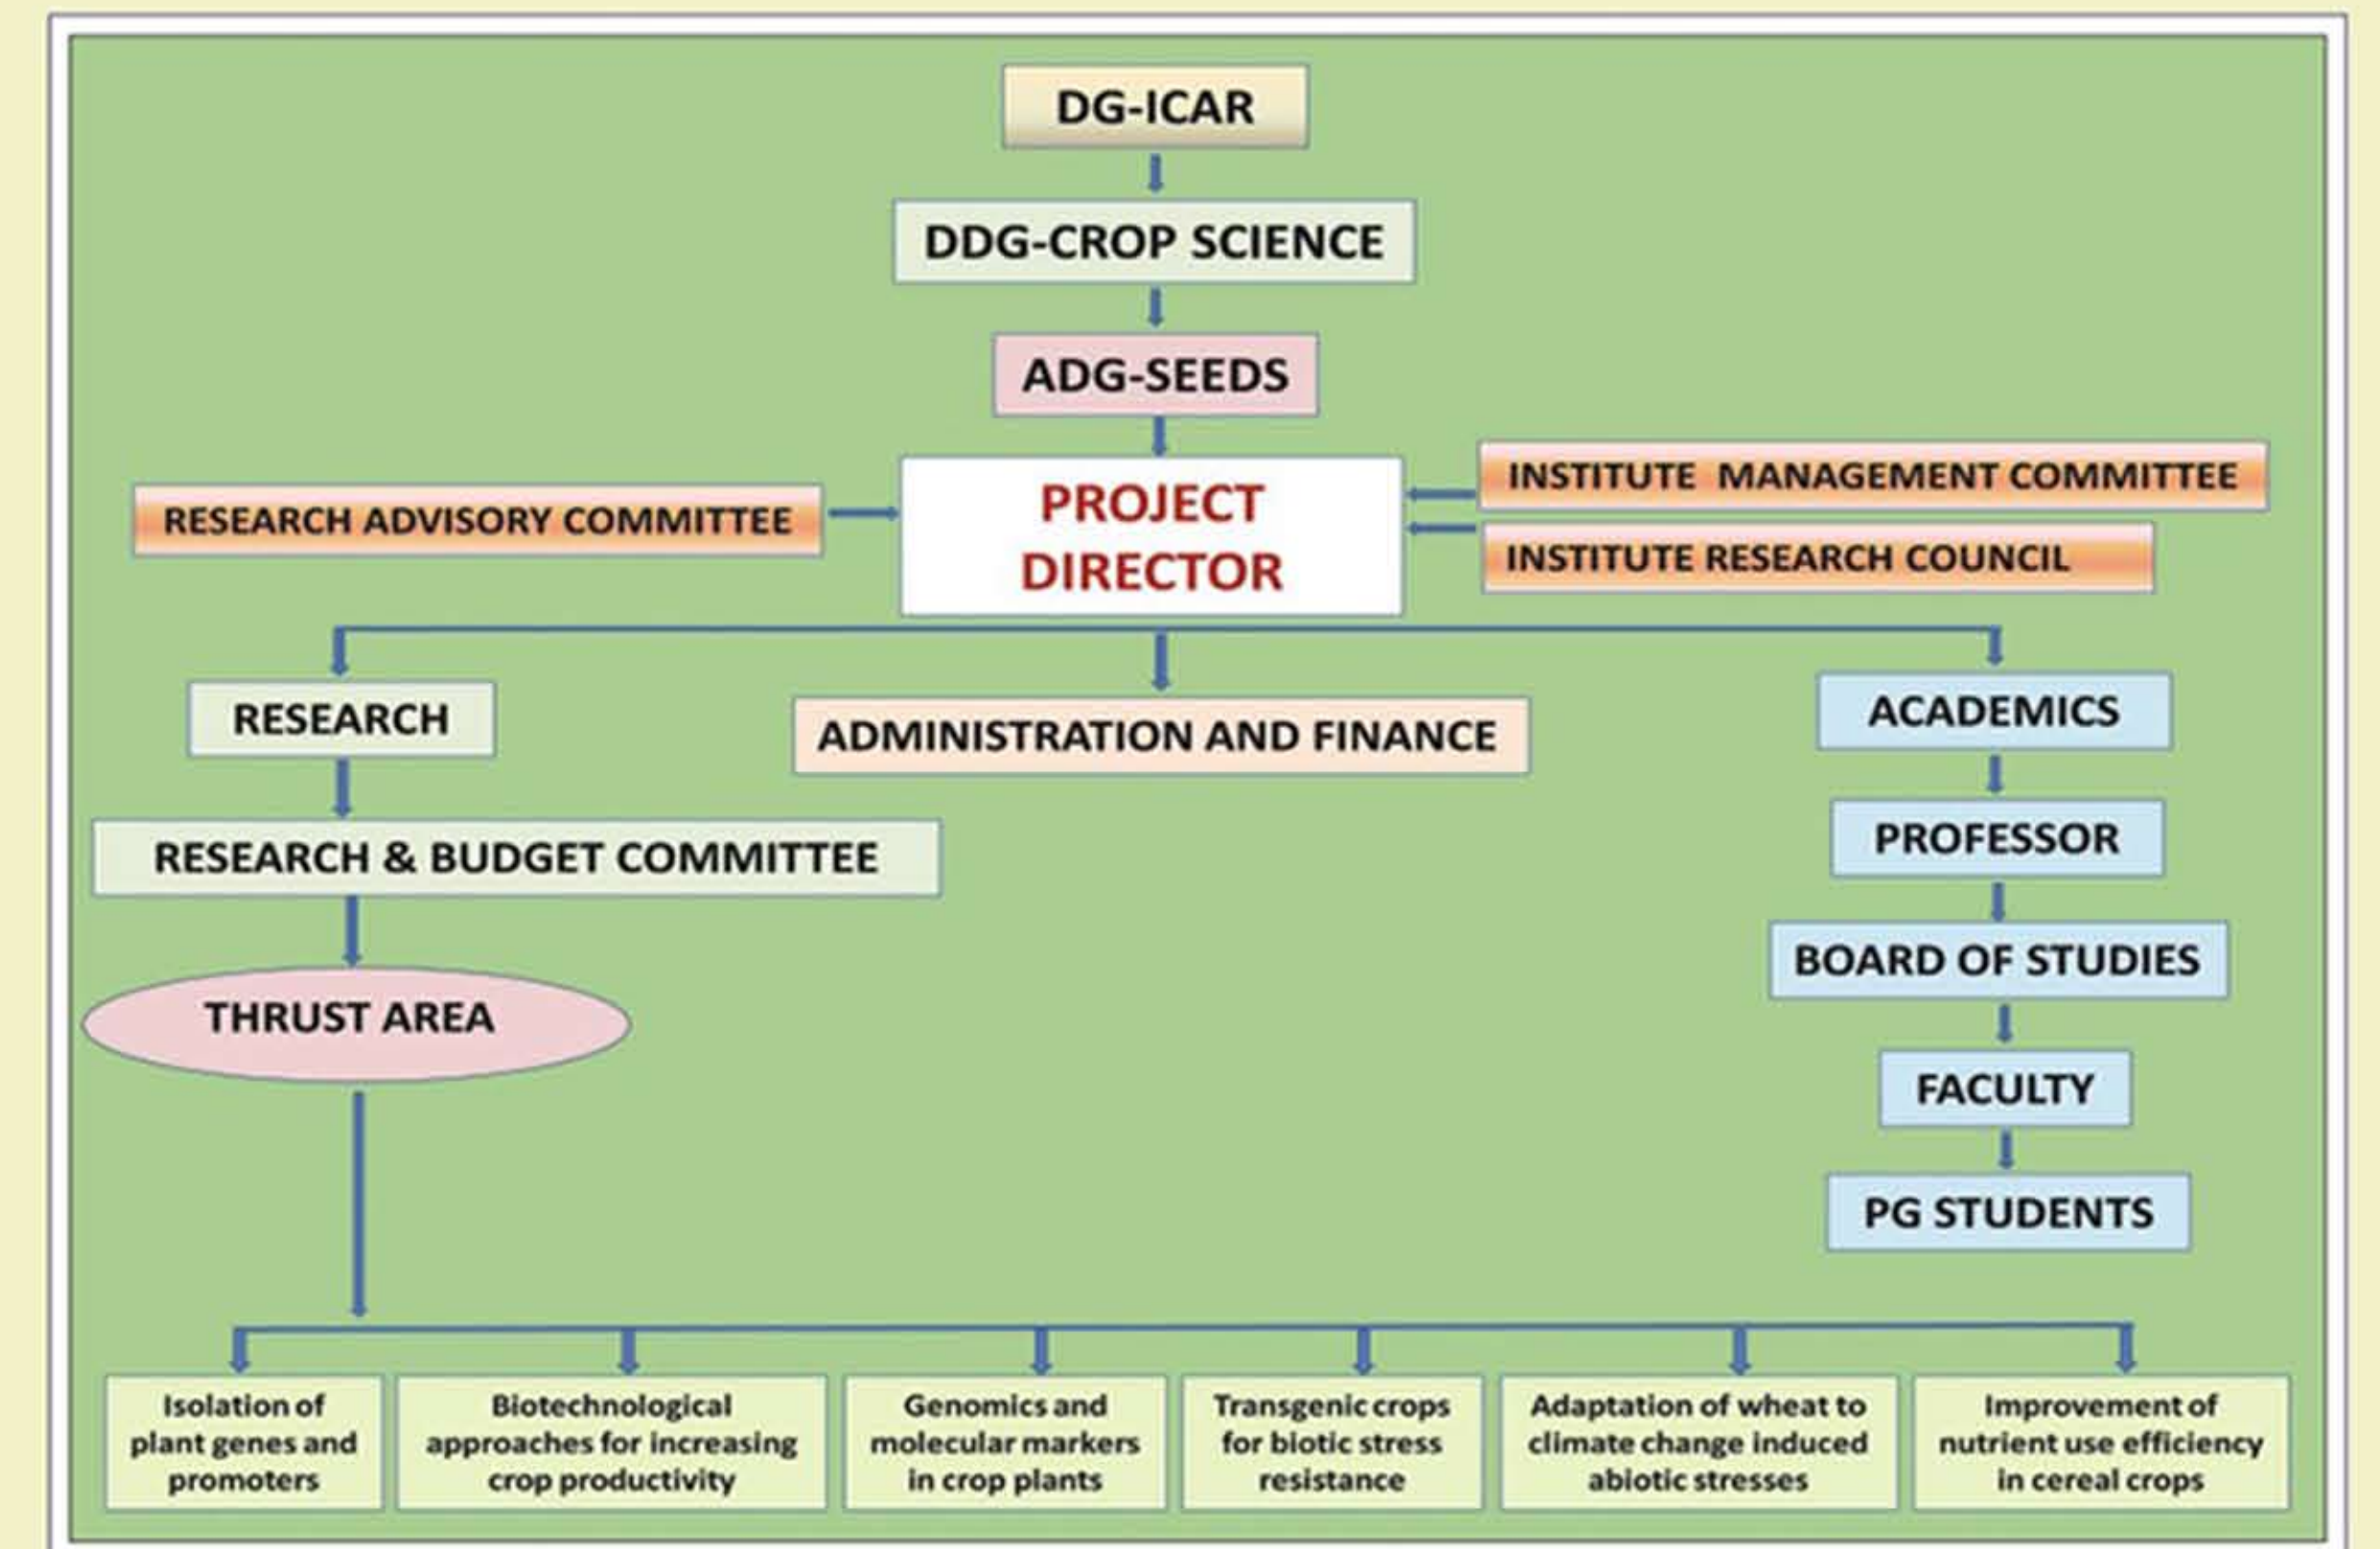 DG-ICAR
DDG-CROP SCIENCE
ADG-SEEDS
PROJECT
DIRECTOR
RESEARCH ADVISORY COMMITTEE
INSTITUTE MANAGEMENT COMMITTEE
INSTITUTE RESEARCH COUNCIL
RESEARCH
ADMINISTRATION AND FINANCE
ACADEMICS
RESEARCH & BUDGET COMMITTEE
PROFESSOR
BOARD OF STUDIES
THRUST AREA
FACULTY
PG STUDENTS
Isolation of
plant genes and
promoters
Biotechnological
approaches for increasing
crop productivity
Genomics and
molecular markers
in crop plants
Transgenic crops
for biotic stress
resistance
Adaptation of wheat to
climate change induced
abiotic stresses
Improvement of
nutrient use efficiency
in cereal crops